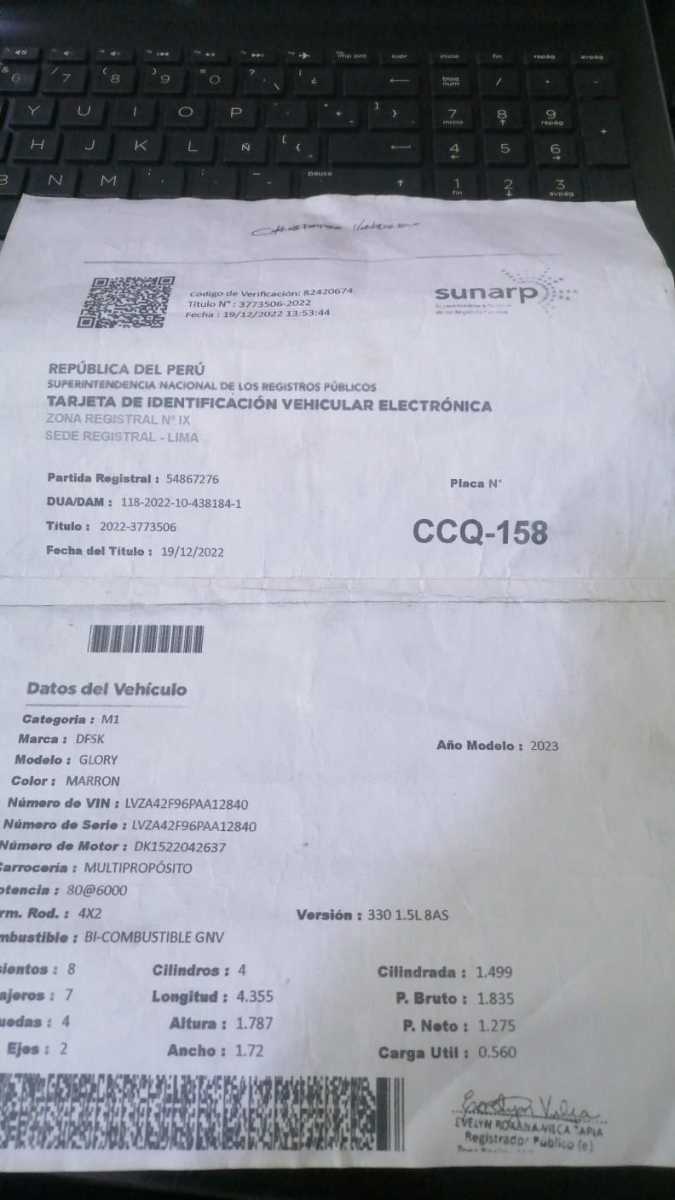 Código de Verificación: 82420674
Título N° : 3773506-2022
Fecha : 19/12/2022 13:53:44
sunarp
REPÚBLICA DEL PERÚ
SUPERINTENDENCIA NACIONAL DE LOS REGISTROS PÚBLICOS
TARJETA DE IDENTIFICACIÓN VEHICULAR ELECTRÓNICA
ZONA REGISTRAL N° IX
SEDE REGISTRAL - LIMA
Partida Registral : 54867276
Placa N°
DUA/DAM : 118-2022-10-438184-1
Título : 2022-3773506
CCQ-158
Fecha del Título : 19/12/2022
Datos del Vehículo
Categoria : M1
Marca : DFSK
Año Modelo : 2023
Modelo : GLORY
Color : MARRON
Número de VIN : LVZA42F96PAA12840
Número de Serie : LVZA42F96PAA12840
Número de Motor : DK1522042637
Carrocería : MULTIPROPÓSITO
otencia : 80@6000
rm. Rod. : 4X2
Versión : 330 1.5L 8AS
mbustible : BI-COMBUSTIBLE GNV
sientos : 8
Cilindros : 4
Cilindrada : 1.499
ajeros : 7
Longitud : 4.355
P. Bruto : 1.835
uedas : 4
Altura : 1.787
P. Neto : 1.275
Ejes : 2
Ancho : 1.72
Carga Util : 0.560
EVELYN ROXANA VILCA TAPIA
Registrador Público (e)